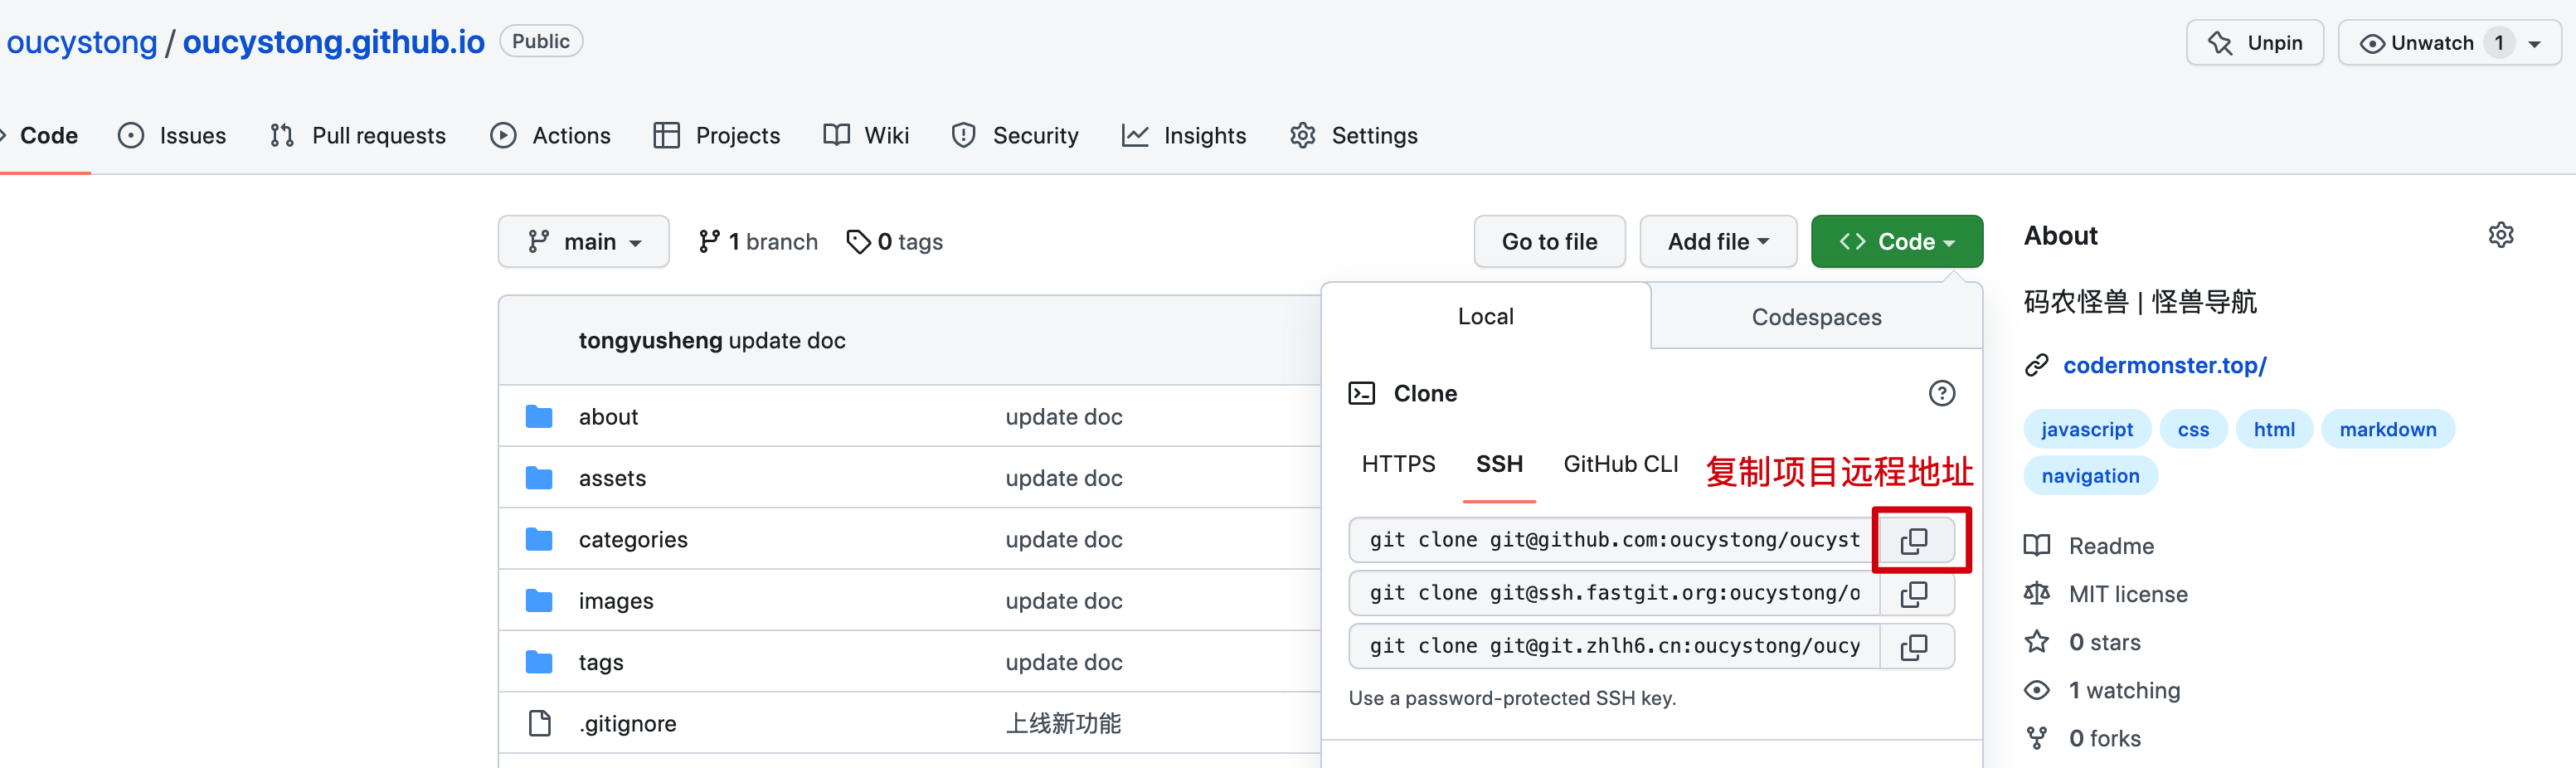 oucystong / oucystong.github.io Public
Unpin Unwatch 1
Code Issues Pull requests Actions Projects Wiki Security Insights Settings
main 1 branch 0 tags Go to file Add file Code
tongyusheng update doc
about update doc
assets update doc
categories update doc
images update doc
tags update doc
.gitignore 上线新功能
Local Codespaces
Clone
HTTPS SSH GitHub CLI 复制项目远程地址
git clone git@github.com:oucystong/oucyst
git clone git@ssh.fastgit.org:oucystong/o
git clone git@git.zhlh6.cn:oucystong/oucy
Use a password-protected SSH key.
About
码农怪兽 | 怪兽导航
codermonster.top/
javascript css html markdown
navigation
Readme
MIT license
0 stars
1 watching
0 forks